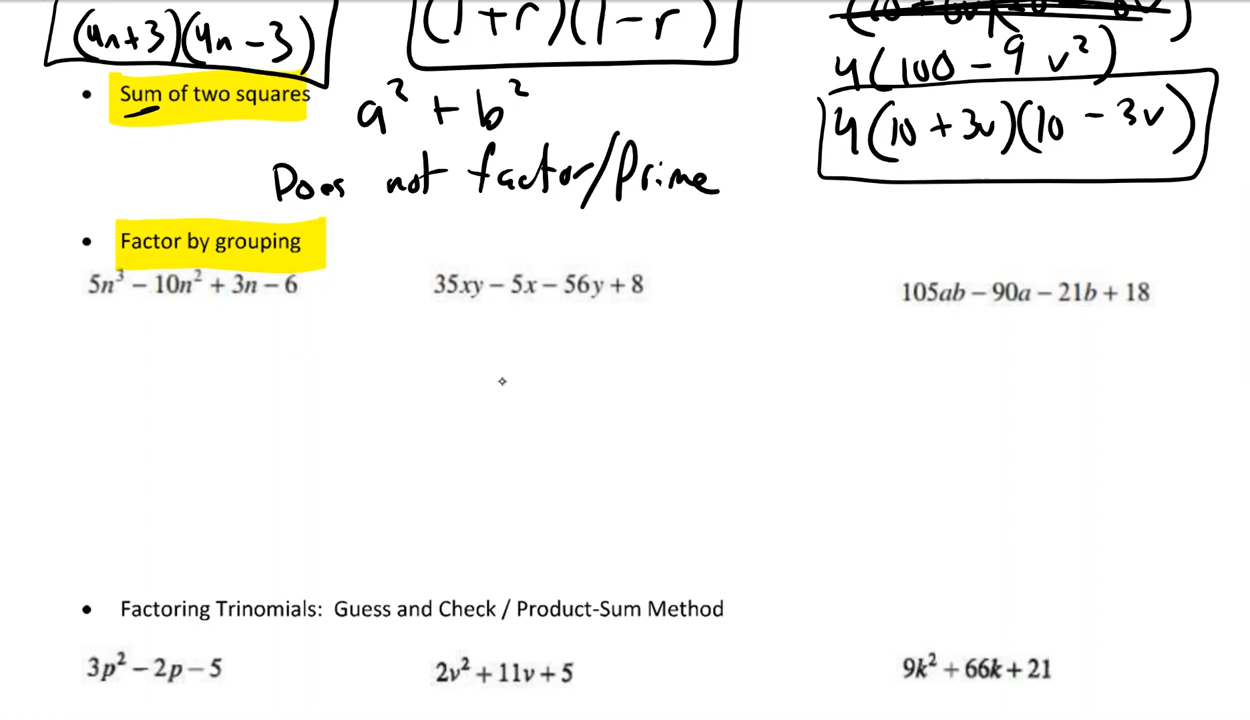 (4n+3)(4n-3)
(1+r)(1-r)
4(100 - 9v²)
• Sum of two squares
a² + b²
4(10 + 3v)(10 - 3v)
Does not factor/Prime
• Factor by grouping
5n³ − 10n² + 3n − 6
35xy − 5x − 56y + 8
105ab − 90a − 21b + 18
• Factoring Trinomials: Guess and Check / Product-Sum Method
3p² − 2p − 5
2v² + 11v + 5
9k² + 66k + 21